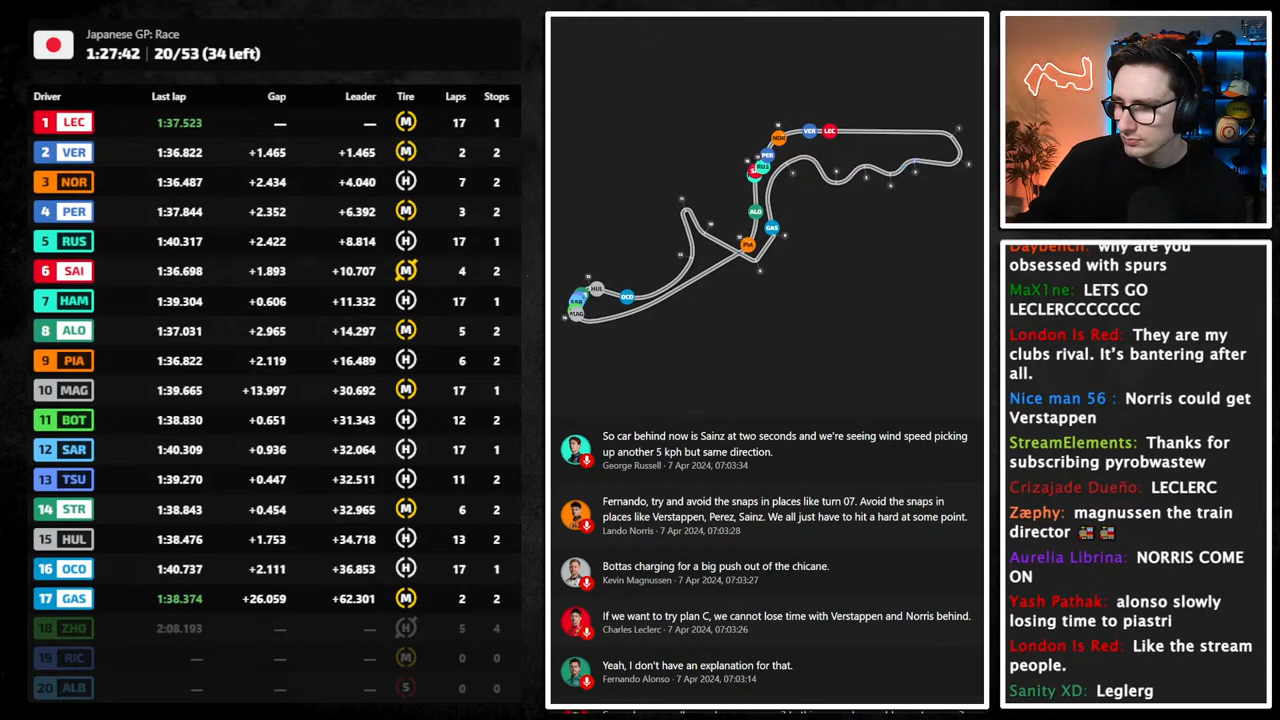 Japanese GP: Race
1:27:42 | 20/53 (34 left)
Driver Last lap Gap Leader Tire Laps Stops
1 LEC 1:37.523 — — M 17 1
2 VER 1:36.822 +1.465 +1.465 M 2 2
3 NOR 1:36.487 +2.434 +4.040 H 7 2
4 PER 1:37.844 +2.352 +6.392 M 3 2
5 RUS 1:40.317 +2.422 +8.814 H 17 1
6 SAI 1:36.698 +1.893 +10.707 M 4 2
7 HAM 1:39.304 +0.606 +11.332 H 17 1
8 ALO 1:37.031 +2.965 +14.297 M 5 2
9 PIA 1:36.822 +2.119 +16.489 H 6 2
10 MAG 1:39.665 +13.997 +30.692 M 17 1
11 BOT 1:38.830 +0.651 +31.343 H 12 2
12 SAR 1:40.309 +0.936 +32.064 H 17 1
13 TSU 1:39.270 +0.447 +32.511 H 11 2
14 STR 1:38.843 +0.454 +32.965 M 6 2
15 HUL 1:38.476 +1.753 +34.718 H 13 2
16 OCO 1:40.737 +2.111 +36.853 H 17 1
17 GAS 1:38.374 +26.059 +62.301 M 2 2
18 ZHO 2:08.193 — — H 5 1
19 RIC — — — M 0 0
20 ALB — — — S 0 0
NOR VER LEC
PER
RUS
ALO
GAS
PIA
HUL
OCO
SAR
MAG
So car behind now is Sainz at two seconds and we're seeing wind speed picking
up another 5 kph but same direction.
George Russell · 7 Apr 2024, 07:03:34
Fernando, try and avoid the snaps in places like turn 07. Avoid the snaps in
places like Verstappen, Perez, Sainz. We all just have to hit a hard at some point.
Lando Norris · 7 Apr 2024, 07:03:28
Bottas charging for a big push out of the chicane.
Kevin Magnussen · 7 Apr 2024, 07:03:27
If we want to try plan C, we cannot lose time with Verstappen and Norris behind.
Charles Leclerc · 7 Apr 2024, 07:03:26
Yeah, I don't have an explanation for that.
Fernando Alonso · 7 Apr 2024, 07:03:14
Daybench: why are you
obsessed with spurs
MaX1ne: LETS GO
LECLERCCCCCCC
London Is Red: They are my
clubs rival. It's bantering after
all.
Nice man 56 : Norris could get
Verstappen
StreamElements: Thanks for
subscribing pyrobwastew
Crizajade Dueño: LECLERC
Zæphy: magnussen the train
director
Aurelia Librina: NORRIS COME
ON
Yash Pathak: alonso slowly
losing time to piastri
London Is Red: Like the stream
people.
Sanity XD: Leglerg